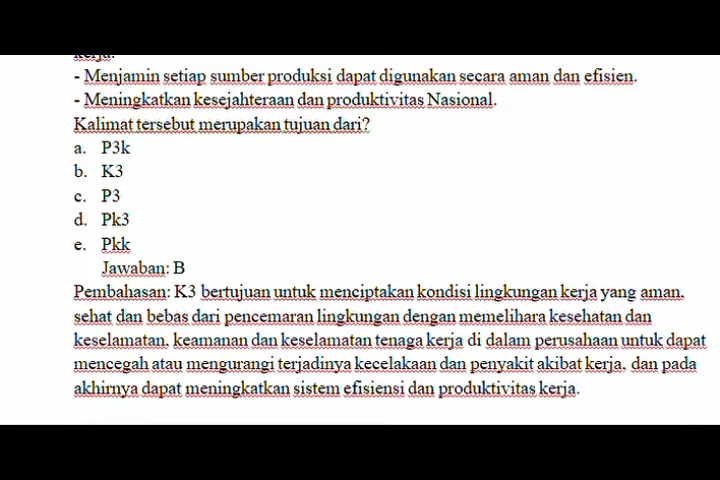 kerja.
- Menjamin setiap sumber produksi dapat digunakan secara aman dan efisien.
- Meningkatkan kesejahteraan dan produktivitas Nasional.
Kalimat tersebut merupakan tujuan dari?
a. P3k
b. K3
c. P3
d. Pk3
e. Pkk
Jawaban: B
Pembahasan: K3 bertujuan untuk menciptakan kondisi lingkungan kerja yang aman,
sehat dan bebas dari pencemaran lingkungan dengan memelihara kesehatan dan
keselamatan, keamanan dan keselamatan tenaga kerja di dalam perusahaan untuk dapat
mencegah atau mengurangi terjadinya kecelakaan dan penyakit akibat kerja, dan pada
akhirnya dapat meningkatkan sistem efisiensi dan produktivitas kerja.